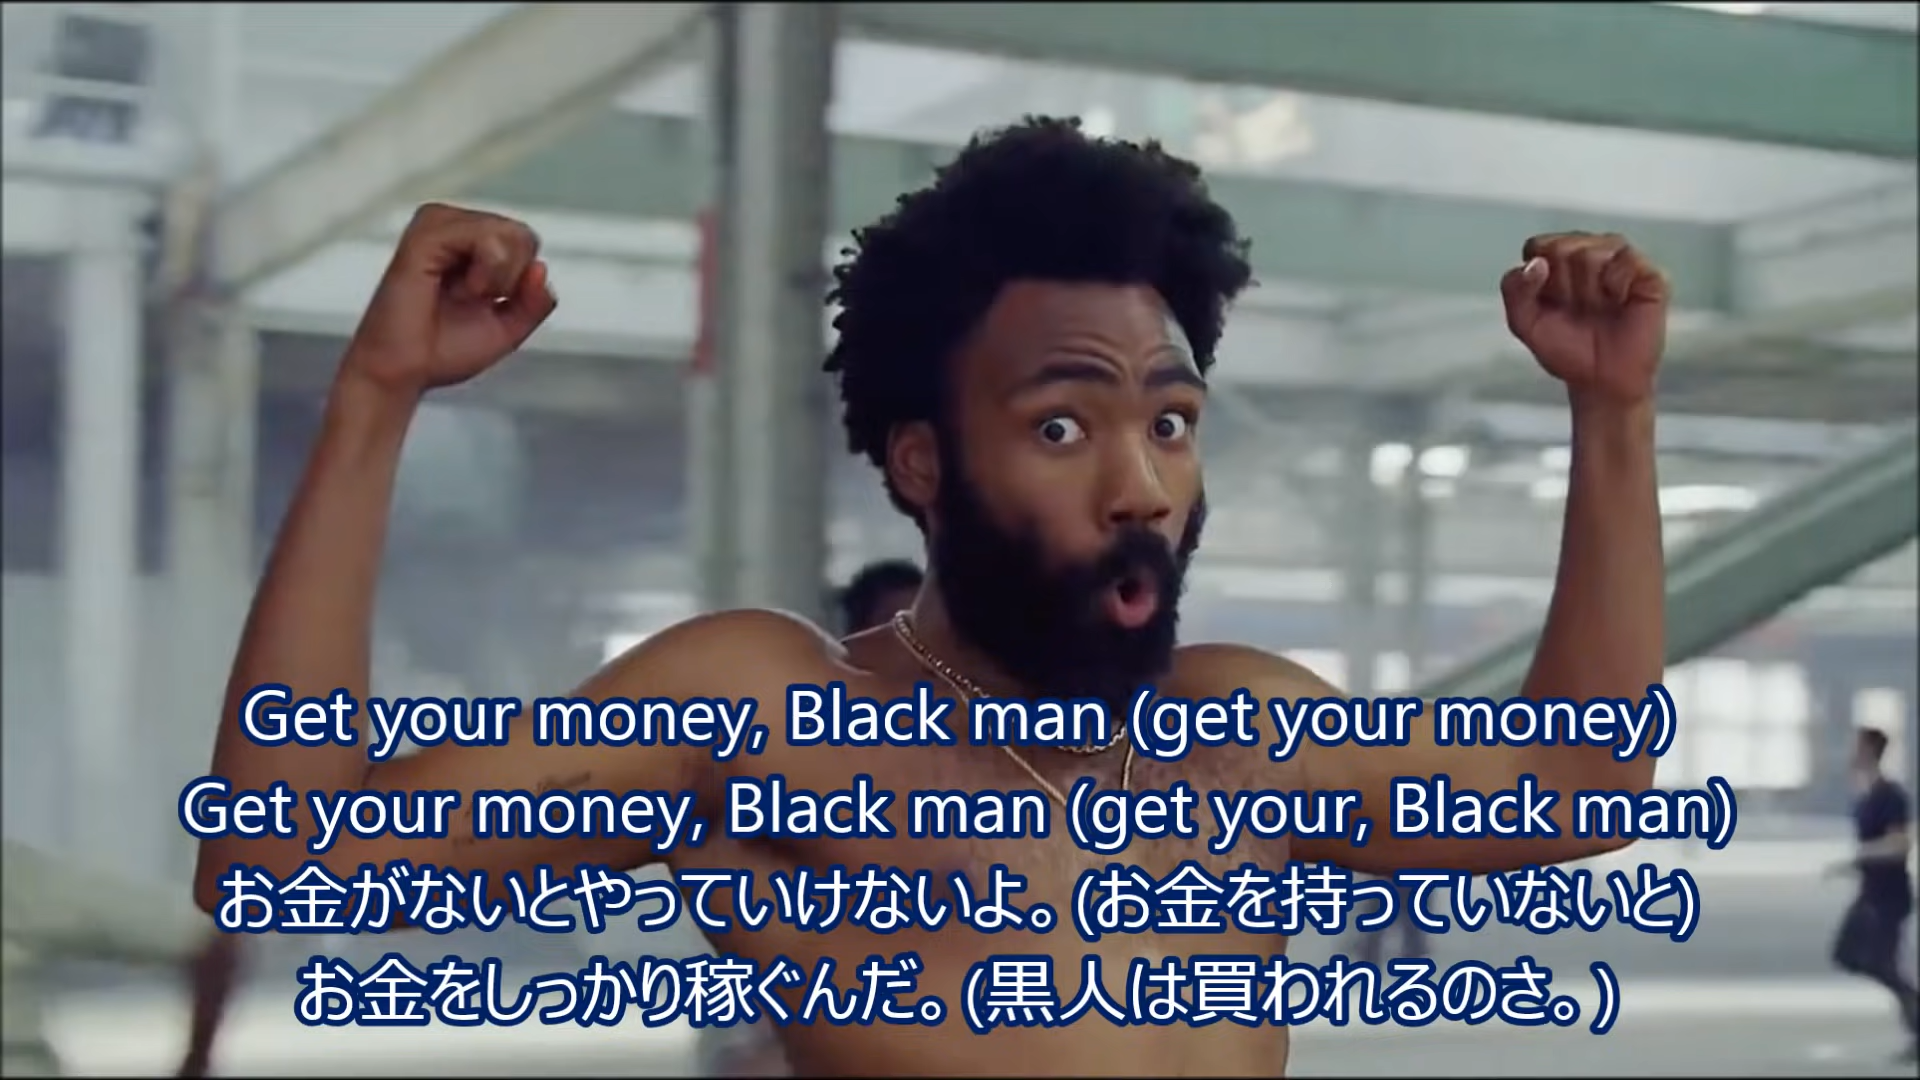 Get your money, Black man (get your money)
Get your money, Black man (get your, Black man)
お金がないとやっていけないよ。(お金を持っていないと)
お金をしっかり稼ぐんだ。(黒人は買われるのさ。)